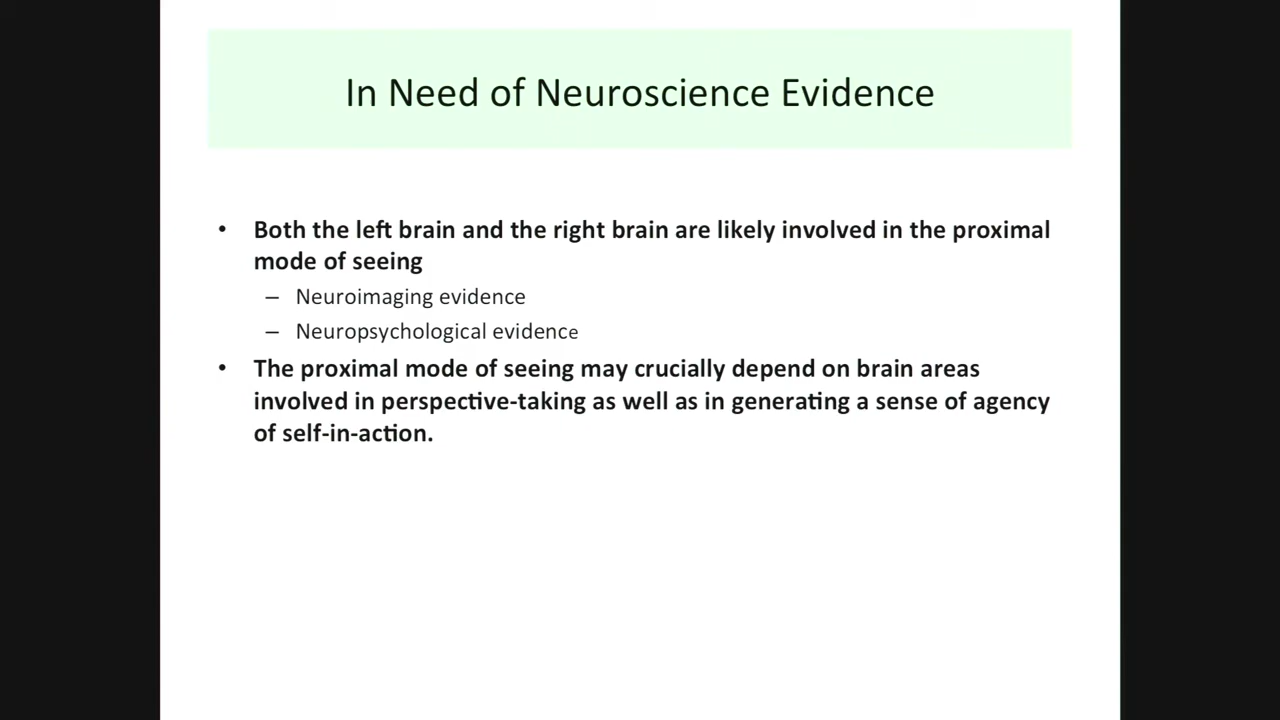 In Need of Neuroscience Evidence
• Both the left brain and the right brain are likely involved in the proximal
mode of seeing
– Neuroimaging evidence
– Neuropsychological evidence
• The proximal mode of seeing may crucially depend on brain areas
involved in perspective-taking as well as in generating a sense of agency
of self-in-action.